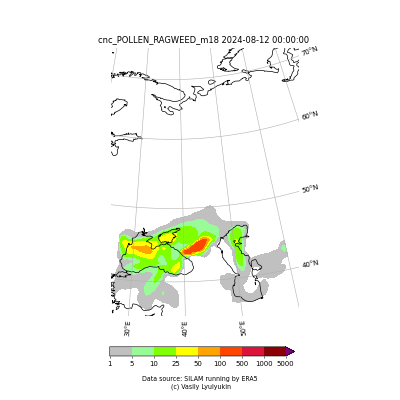 cnc_POLLEN_RAGWEED_m18 2024-08-12 00:00:00
70°N
60°N
50°N
40°N
30°E
40°E
50°E
1 5 10 25 50 100 500 1000 5000
Data source: SILAM running by ERA5
(c) Vasily Lyulyukin